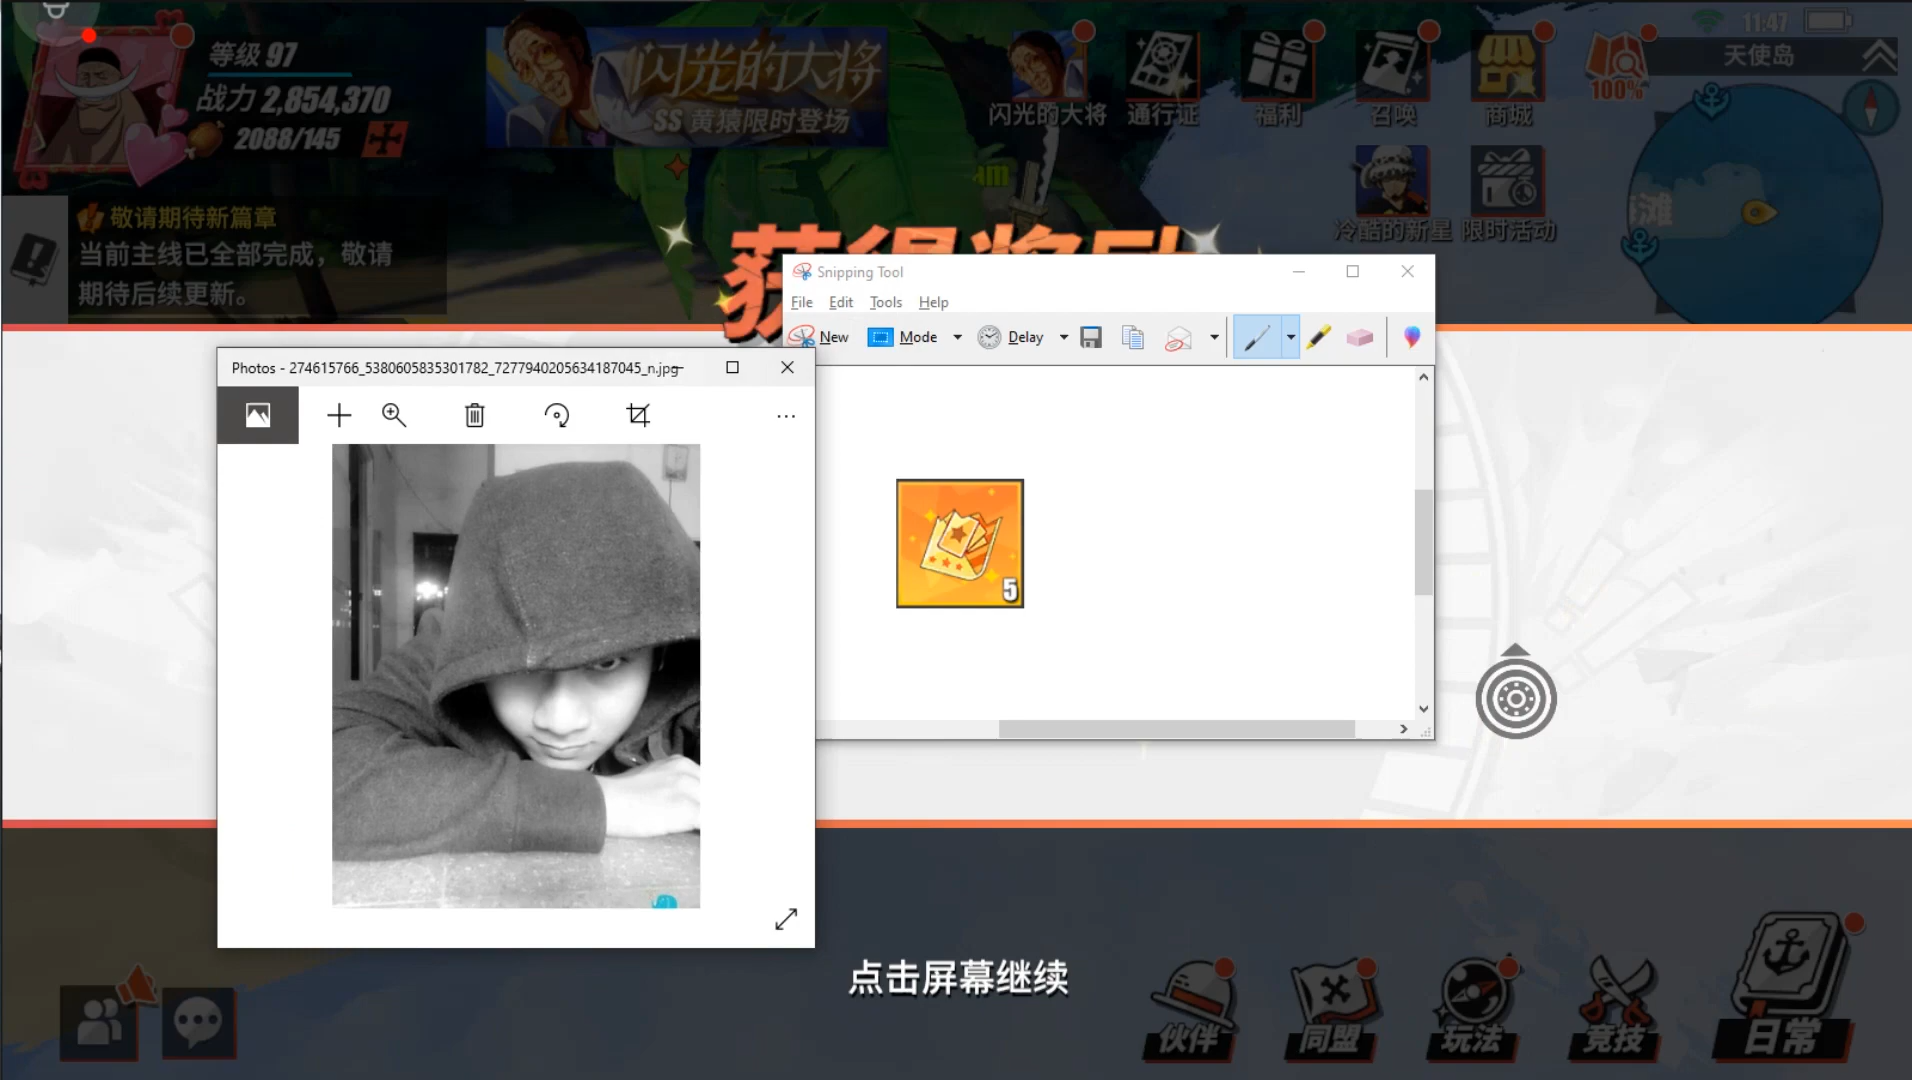 等级 97
战力 2,854,370
2088/145
闪光的大将
SS 黄猿限时登场
闪光的大将
通行证
福利
召唤
商城
100%
11:47
天使岛
冷酷的新星
限时活动
滩
敬请期待新篇章
当前主线已全部完成，敬请
期待后续更新。
获得奖励
Snipping Tool
File Edit Tools Help
New Mode Delay
Photos - 274615766_5380605835301782_7277940205634187045_n.jpg
5
点击屏幕继续
伙伴
同盟
玩法
竞技
日常